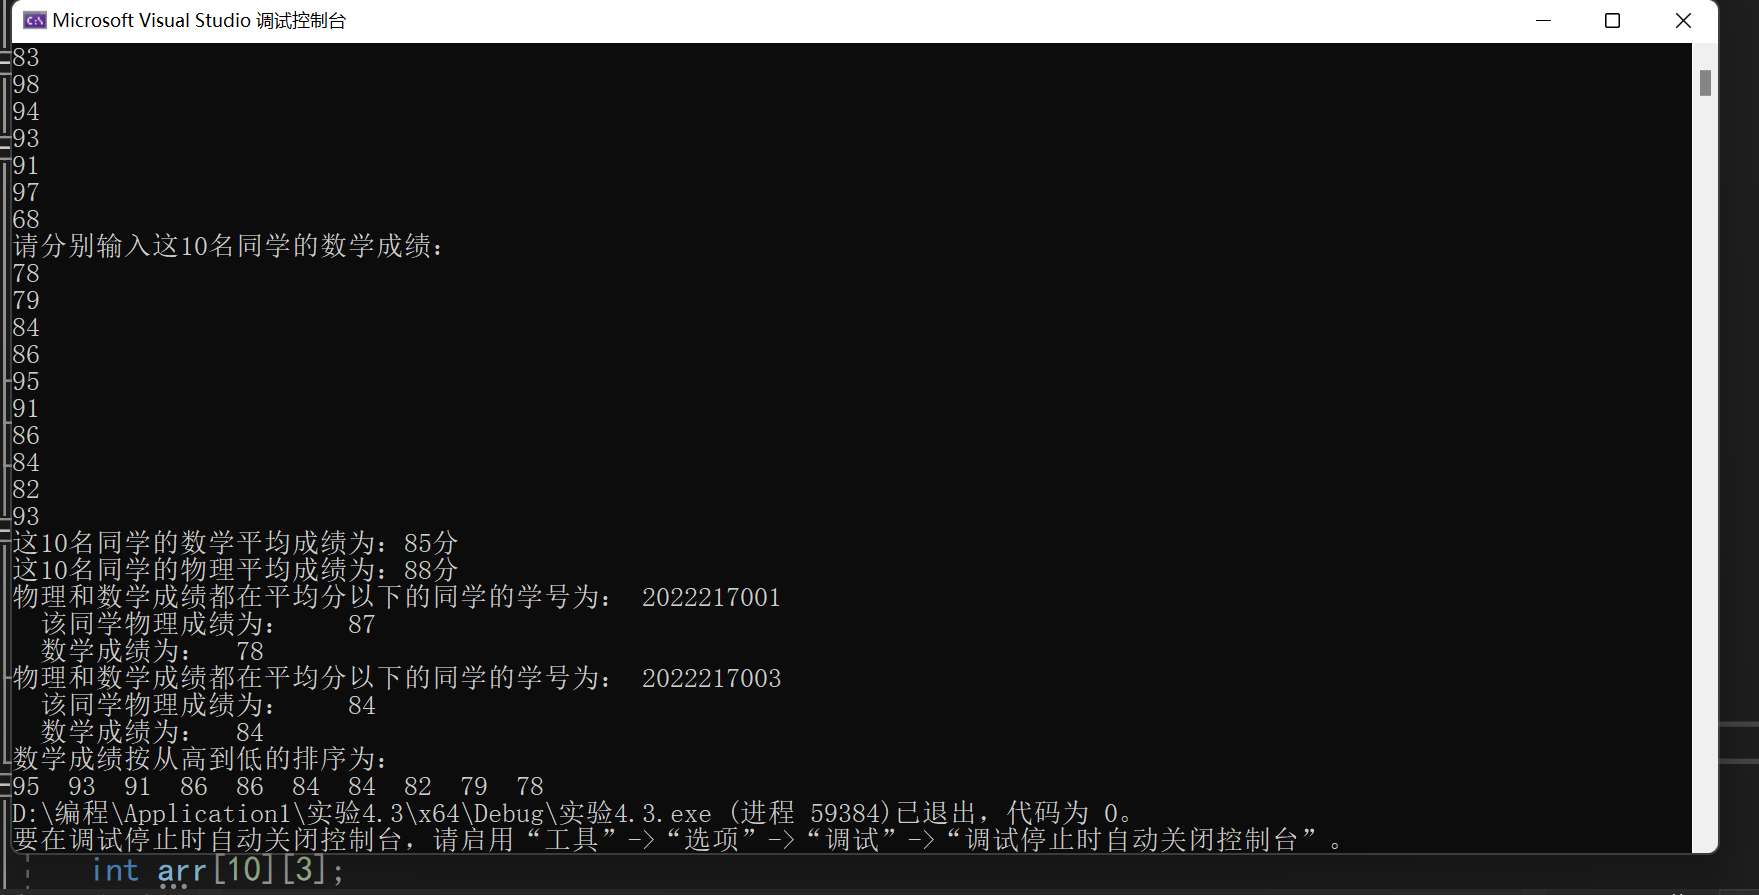 Microsoft Visual Studio 调试控制台
83
98
94
93
91
97
68
请分别输入这10名同学的数学成绩：
78
79
84
86
95
91
86
84
82
93
这10名同学的数学平均成绩为：85分
这10名同学的物理平均成绩为：88分
物理和数学成绩都在平均分以下的同学的学号为： 2022217001
该同学物理成绩为： 87
数学成绩为： 78
物理和数学成绩都在平均分以下的同学的学号为： 2022217003
该同学物理成绩为： 84
数学成绩为： 84
数学成绩按从高到低的排序为：
95 93 91 86 86 84 84 82 79 78
D:\编程\Application1\实验4.3\x64\Debug\实验4.3.exe (进程 59384)已退出，代码为 0。
要在调试停止时自动关闭控制台，请启用“工具”->“选项”->“调试”->“调试停止时自动关闭控制台”。
int arr[10][3];